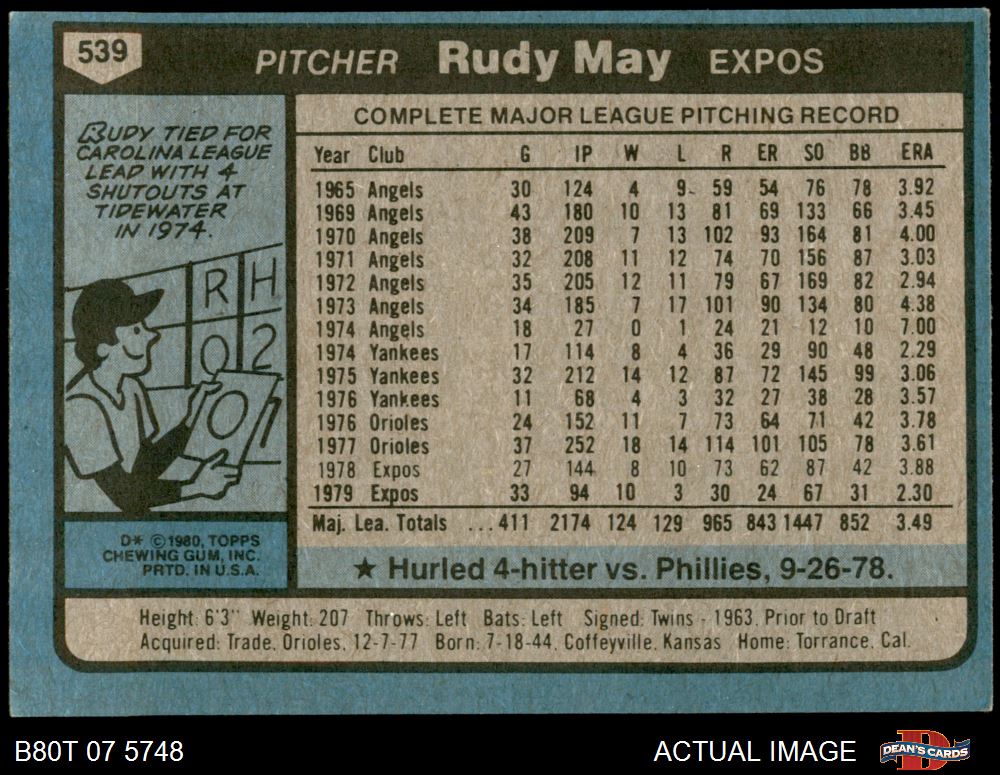 539
PITCHER Rudy May EXPOS
RUDY TIED FOR
CAROLINA LEAGUE
LEAD WITH 4
SHUTOUTS AT
TIDEWATER
IN 1974.
R H
0 2
0 1
D* © 1980, TOPPS
CHEWING GUM, INC.
PRTD. IN U.S.A.
COMPLETE MAJOR LEAGUE PITCHING RECORD
Year Club G IP W L R ER SO BB ERA
1965 Angels 30 124 4 9 59 54 76 78 3.92
1969 Angels 43 180 10 13 81 69 133 66 3.45
1970 Angels 38 209 7 13 102 93 164 81 4.00
1971 Angels 32 208 11 12 74 70 156 87 3.03
1972 Angels 35 205 12 11 79 67 169 82 2.94
1973 Angels 34 185 7 17 101 90 134 80 4.38
1974 Angels 18 27 0 1 24 21 12 10 7.00
1974 Yankees 17 114 8 4 36 29 90 48 2.29
1975 Yankees 32 212 14 12 87 72 145 99 3.06
1976 Yankees 11 68 4 3 32 27 38 28 3.57
1976 Orioles 24 152 11 7 73 64 71 42 3.78
1977 Orioles 37 252 18 14 114 101 105 78 3.61
1978 Expos 27 144 8 10 73 62 87 42 3.88
1979 Expos 33 94 10 3 30 24 67 31 2.30
Maj. Lea. Totals ...411 2174 124 129 965 843 1447 852 3.49
★ Hurled 4-hitter vs. Phillies, 9-26-78.
Height: 6'3" Weight: 207 Throws: Left Bats: Left Signed: Twins - 1963, Prior to Draft
Acquired: Trade, Orioles, 12-7-77 Born: 7-18-44, Coffeyville, Kansas Home: Torrance, Cal.
B80T 07 5748 ACTUAL IMAGE DEAN'S CARDS